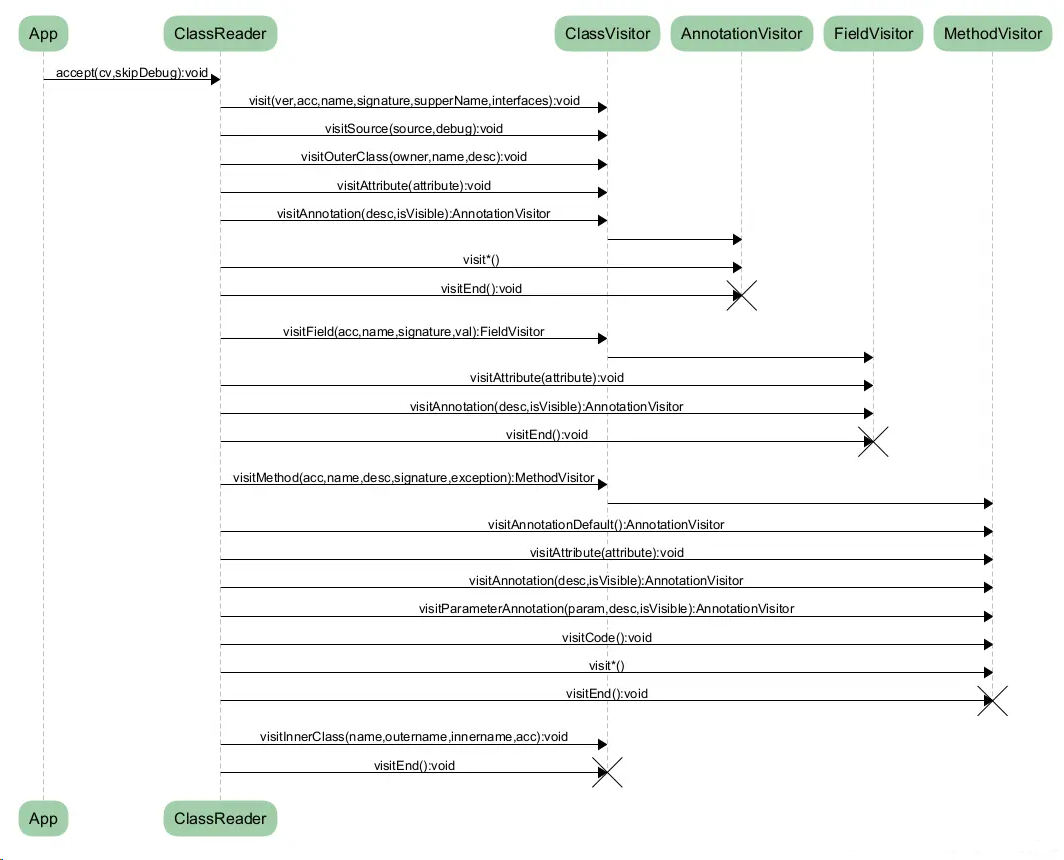 App ClassReader ClassVisitor AnnotationVisitor FieldVisitor MethodVisitor
accept(cv,skipDebug):void
visit(ver,acc,name,signature,supperName,interfaces):void
visitSource(source,debug):void
visitOuterClass(owner,name,desc):void
visitAttribute(attribute):void
visitAnnotation(desc,isVisible):AnnotationVisitor
visit*()
visitEnd():void
visitField(acc,name,signature,val):FieldVisitor
visitAttribute(attribute):void
visitAnnotation(desc,isVisible):AnnotationVisitor
visitEnd():void
visitMethod(acc,name,desc,signature,exception):MethodVisitor
visitAnnotationDefault():AnnotationVisitor
visitAttribute(attribute):void
visitAnnotation(desc,isVisible):AnnotationVisitor
visitParameterAnnotation(param,desc,isVisible):AnnotationVisitor
visitCode():void
visit*()
visitEnd():void
visitInnerClass(name,outername,innername,acc):void
visitEnd():void
App ClassReader